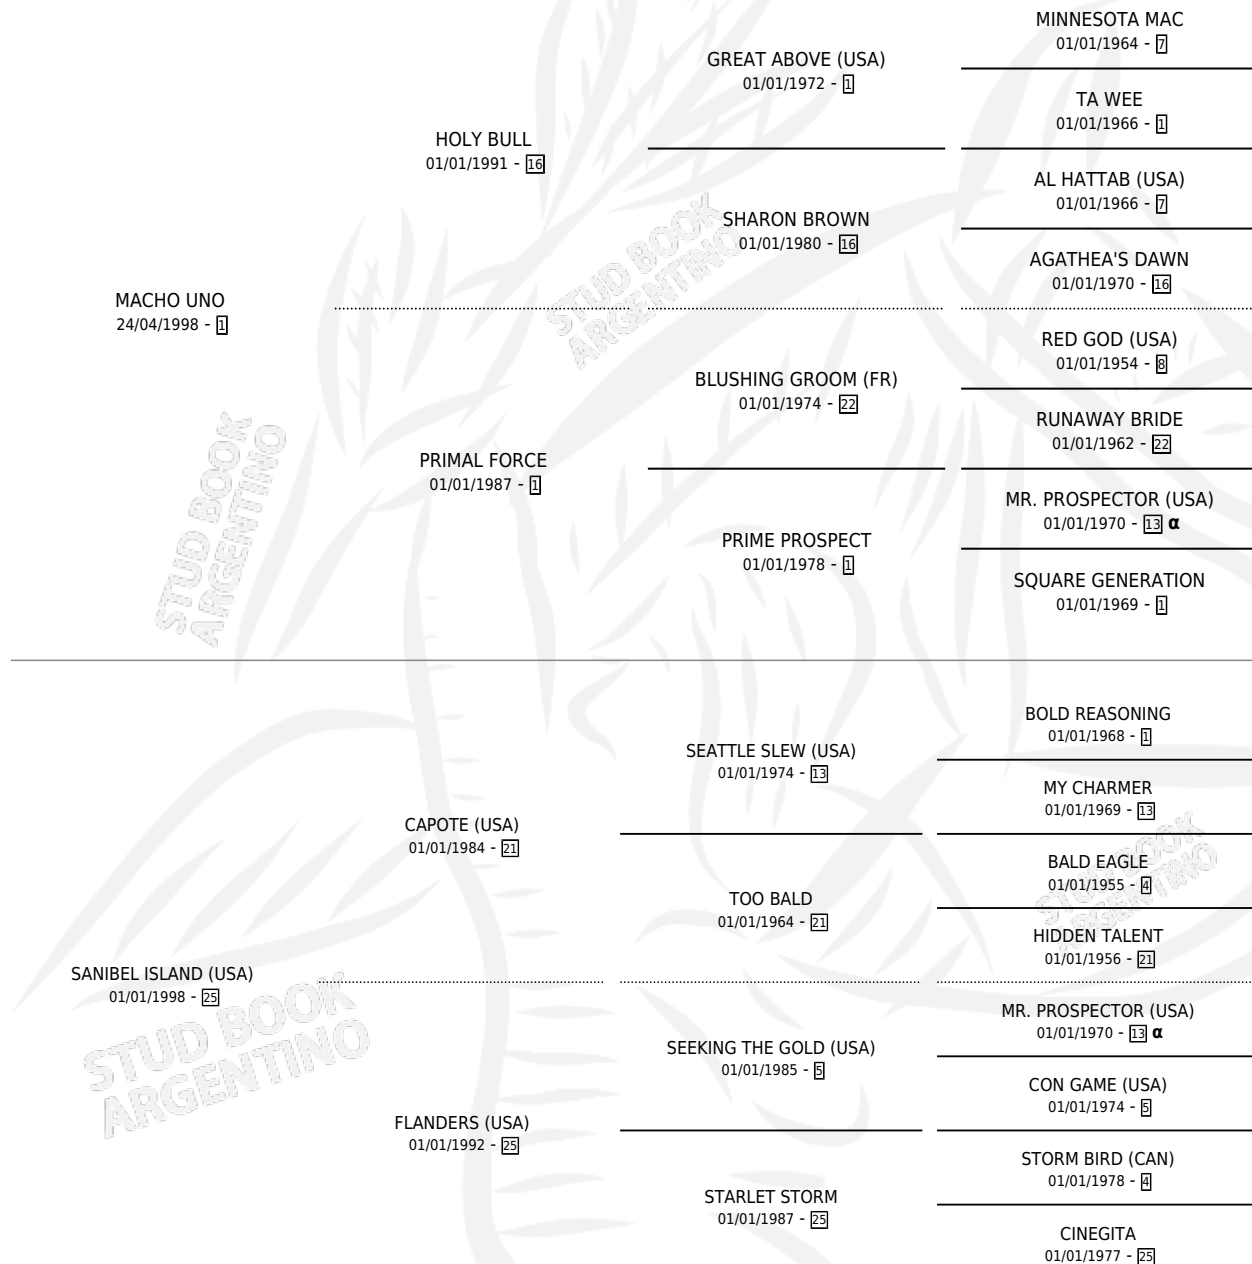 MINNESOTA MAC
01/01/1964 - 7
GREAT ABOVE (USA)
01/01/1972 - 1
TA WEE
01/01/1966 - 1
HOLY BULL
01/01/1991 - 16
AL HATTAB (USA)
01/01/1966 - 7
SHARON BROWN
01/01/1980 - 16
AGATHEA'S DAWN
01/01/1970 - 16
MACHO UNO
24/04/1998 - 1
RED GOD (USA)
01/01/1954 - 8
BLUSHING GROOM (FR)
01/01/1974 - 22
RUNAWAY BRIDE
01/01/1962 - 22
PRIMAL FORCE
01/01/1987 - 1
MR. PROSPECTOR (USA)
01/01/1970 - 13 α
PRIME PROSPECT
01/01/1978 - 1
SQUARE GENERATION
01/01/1969 - 1
BOLD REASONING
01/01/1968 - 1
SEATTLE SLEW (USA)
01/01/1974 - 13
MY CHARMER
01/01/1969 - 13
CAPOTE (USA)
01/01/1984 - 21
BALD EAGLE
01/01/1955 - 4
TOO BALD
01/01/1964 - 21
HIDDEN TALENT
01/01/1956 - 21
SANIBEL ISLAND (USA)
01/01/1998 - 25
MR. PROSPECTOR (USA)
01/01/1970 - 13 α
SEEKING THE GOLD (USA)
01/01/1985 - 5
CON GAME (USA)
01/01/1974 - 5
FLANDERS (USA)
01/01/1992 - 25
STORM BIRD (CAN)
01/01/1978 - 4
STARLET STORM
01/01/1987 - 25
CINEGITA
01/01/1977 - 25
STUD BOOK
ARGENTINO
STUD BOOK
ARGENTINO
STUD BOOK
ARGENTINO
STUD BOOK
ARGENTINO